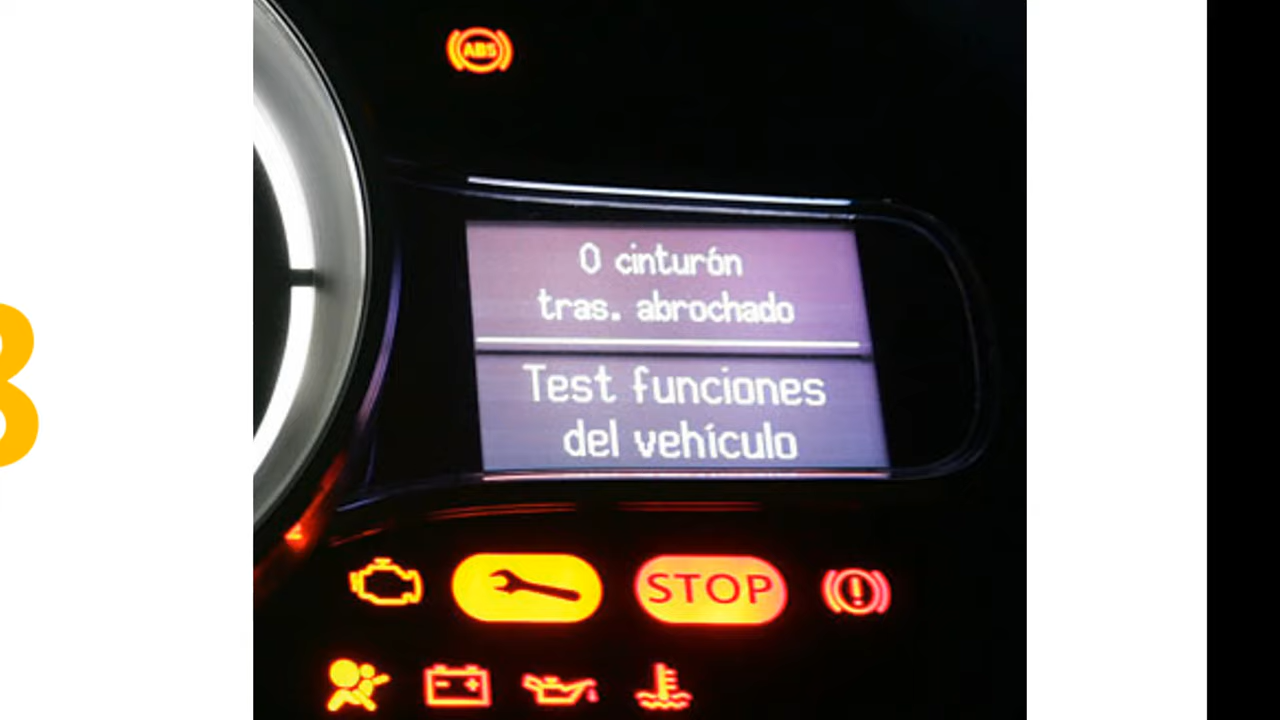 ABS
0 cinturón
tras. abrochado
Test funciones
del vehículo
STOP